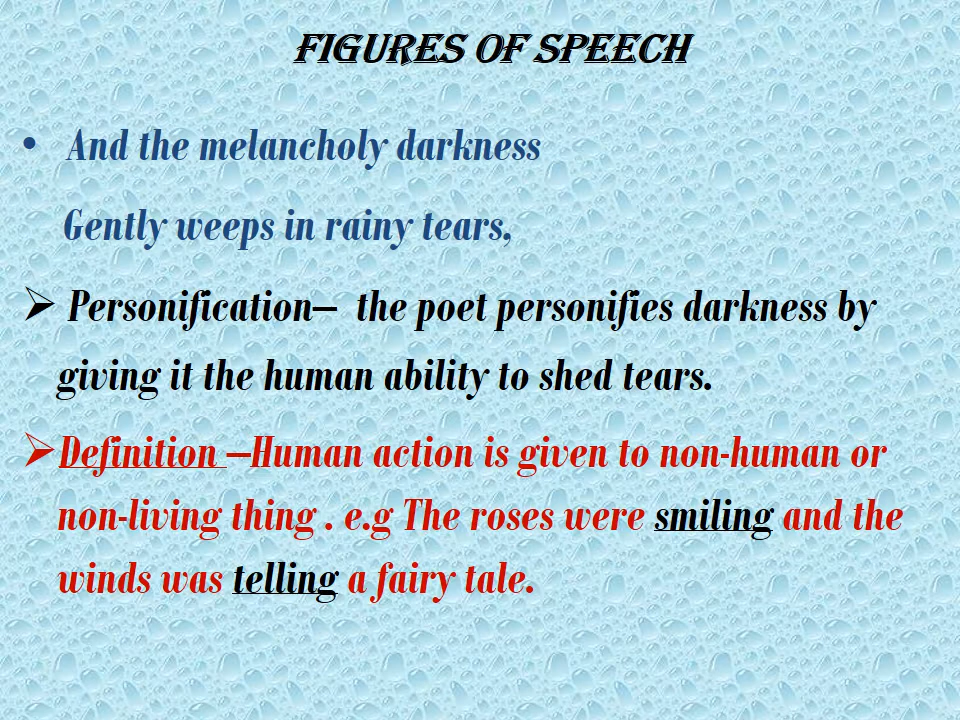 FIGURES OF SPEECH
• And the melancholy darkness
Gently weeps in rainy tears,
➢ Personification– the poet personifies darkness by
giving it the human ability to shed tears.
➢ Definition –Human action is given to non-human or
non-living thing . e.g The roses were smiling and the
winds was telling a fairy tale.